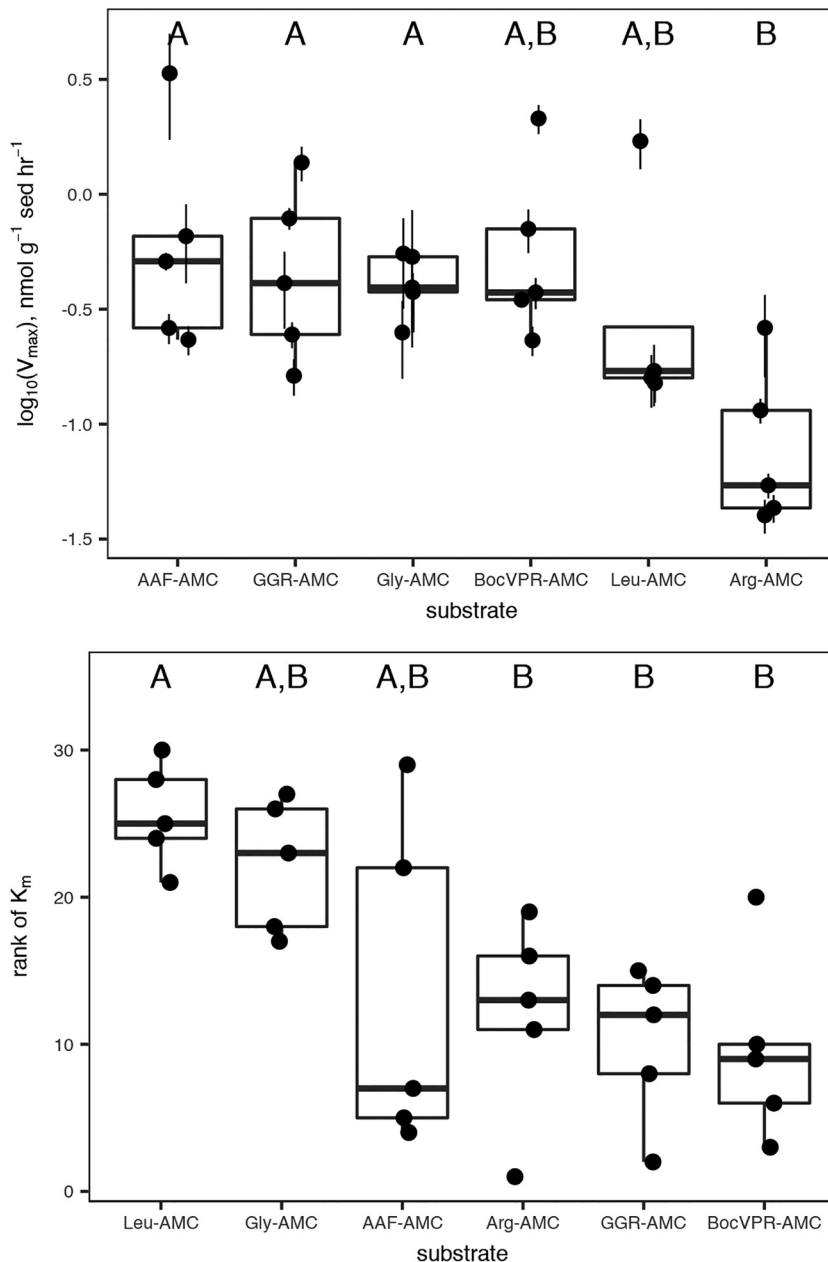 A A A A,B A,B B
0.5
0.0
-0.5
-1.0
-1.5
log₁₀(Vₘₐₓ), nmol g⁻¹ sed hr⁻¹
AAF-AMC GGR-AMC Gly-AMC BocVPR-AMC Leu-AMC Arg-AMC
substrate
A A,B A,B B B B
30
20
10
0
rank of Kₘ
Leu-AMC Gly-AMC AAF-AMC Arg-AMC GGR-AMC BocVPR-AMC
substrate